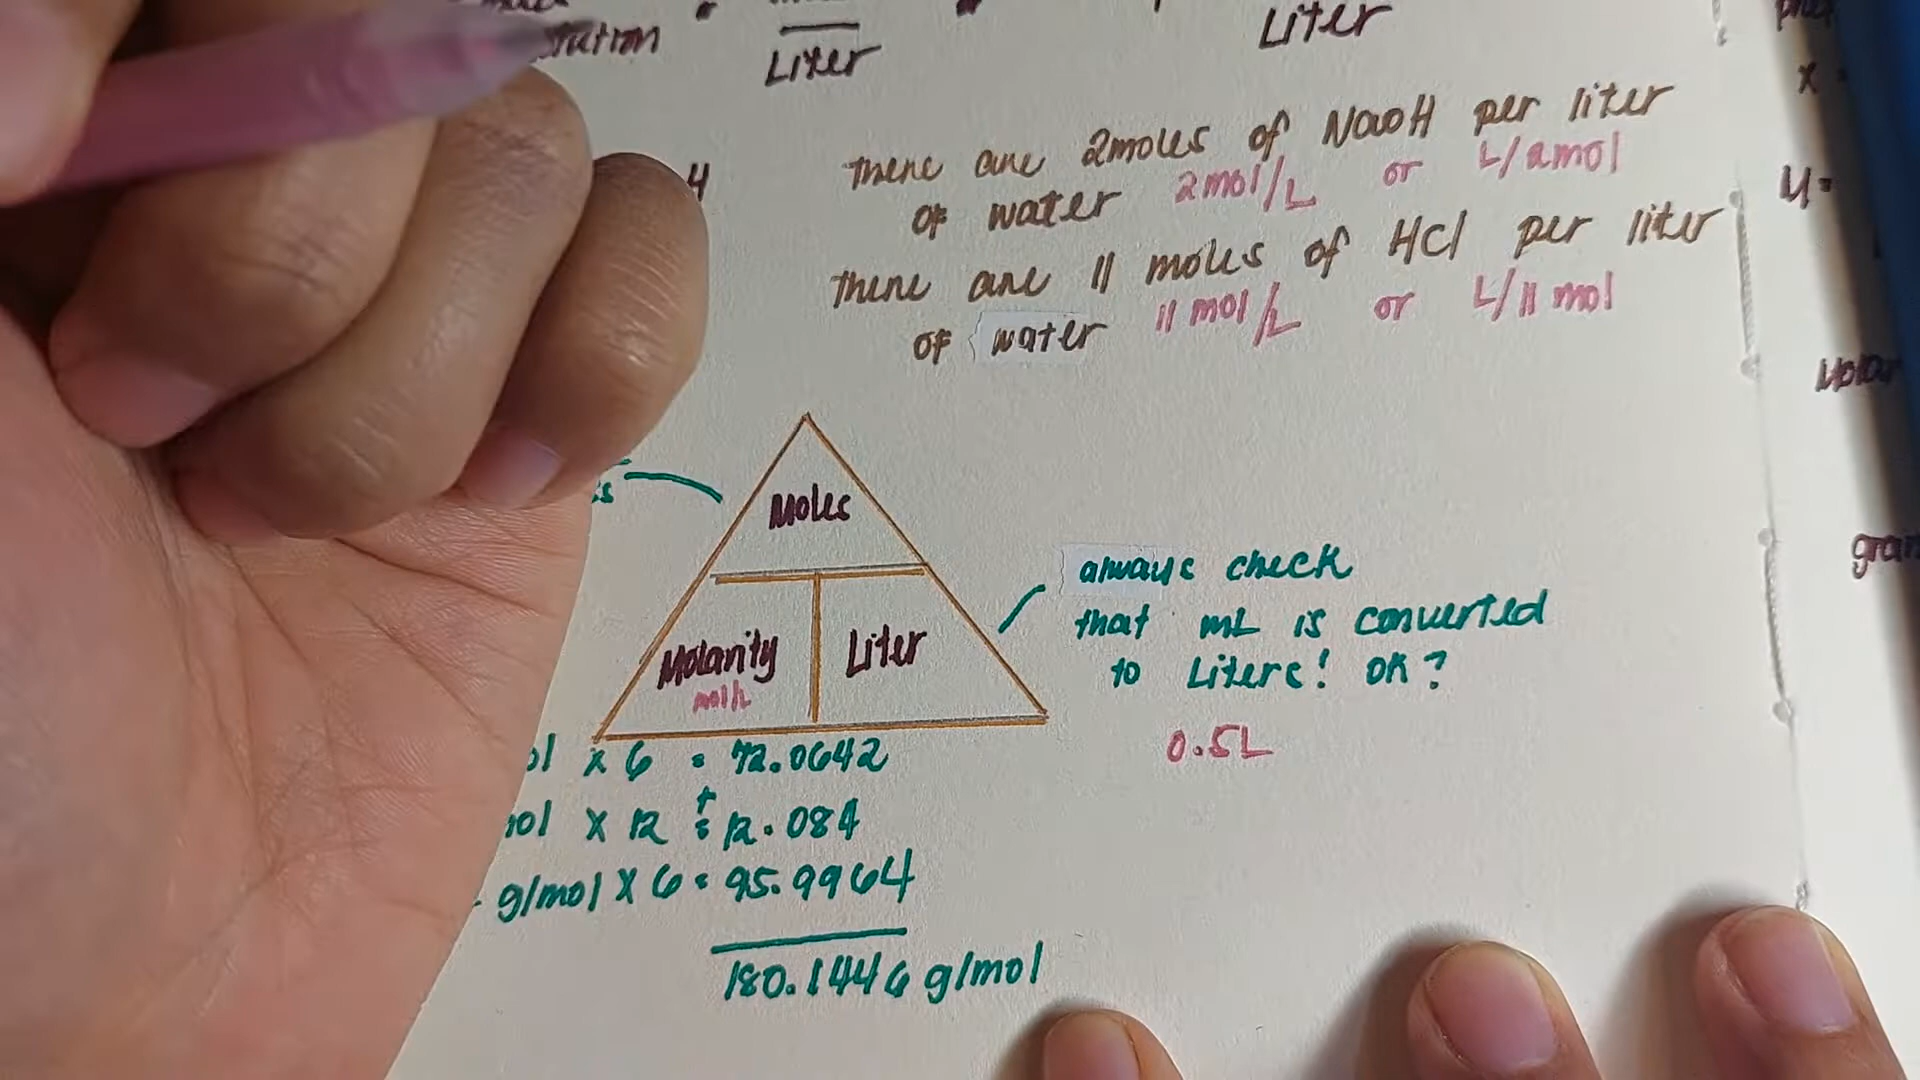 Liter
Liter
there are 2moles of NaOH per liter
of water 2mol/L or L/2mol
there are 11 moles of HCl per liter
of water 11 mol/L or L/11 mol
Moles
Molarity
mol/L
Liter
always check
that mL is converted
to Liters! OK?
0.5L
x 6 = 72.0642
x 12 = 12.084
+
g/mol x 6 = 95.9964
180.1446 g/mol
x
y=